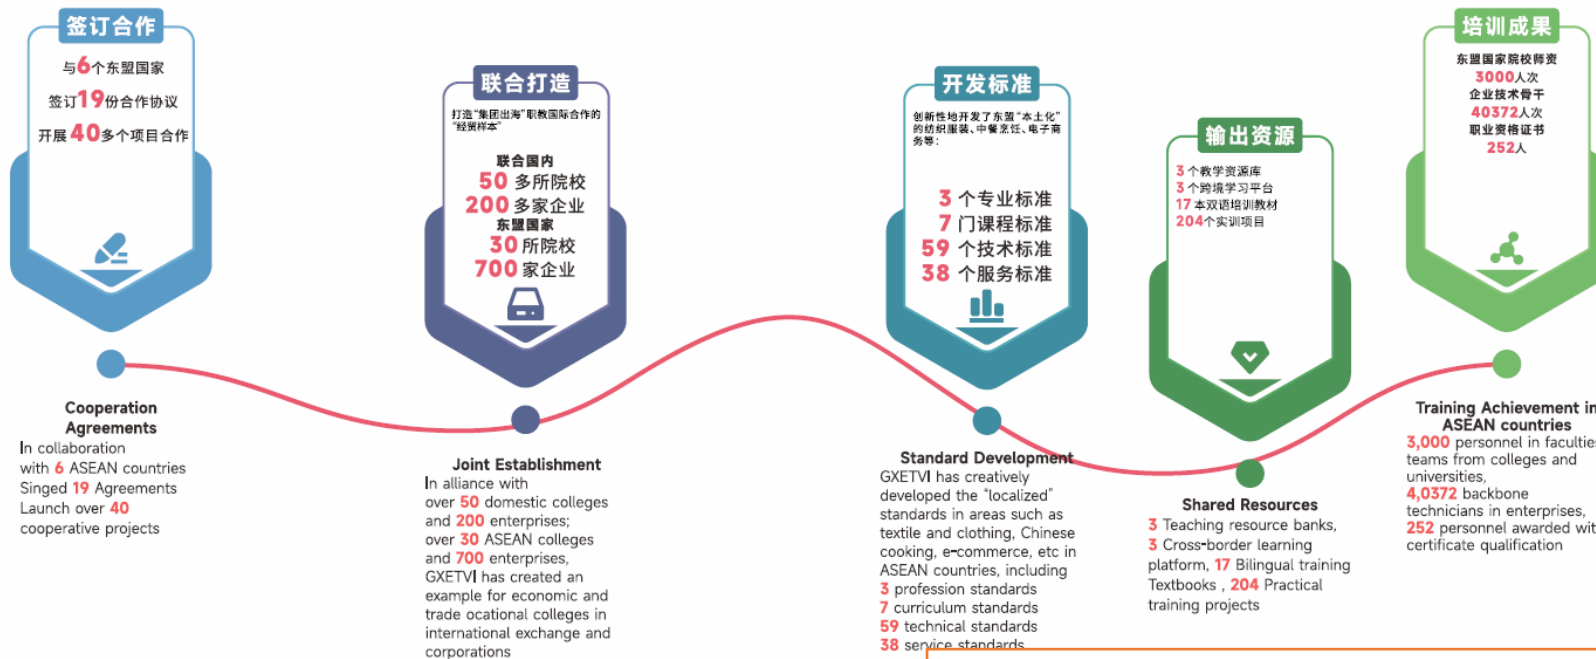 签订合作
与6个东盟国家
签订19份合作协议
开展40多个项目合作
Cooperation
Agreements
In collaboration
with 6 ASEAN countries
Singed 19 Agreements
Launch over 40
cooperative projects
联合打造
打造“集团出海”职教国际合作的
“经贸样本”
联合国内
50 多所院校
200 多家企业
东盟国家
30 所院校
700 家企业
Joint Establishment
In alliance with
over 50 domestic colleges
and 200 enterprises;
over 30 ASEAN colleges
and 700 enterprises,
GXETVI has created an
example for economic and
trade ocational colleges in
international exchange and
corporations
开发标准
创新性地开发了东盟“本土化”
的纺织服装、中餐烹饪、电子商
务等：
3 个专业标准
7 门课程标准
59 个技术标准
38 个服务标准
Standard Development
GXETVI has creatively
developed the “localized”
standards in areas such as
textile and clothing, Chinese
cooking, e-commerce, etc in
ASEAN countries, including
3 profession standards
7 curriculum standards
59 technical standards
38 service standards
输出资源
3 个教学资源库
3 个跨境学习平台
17 本双语培训教材
204个实训项目
Shared Resources
3 Teaching resource banks,
3 Cross-border learning
platform, 17 Bilingual training
Textbooks , 204 Practical
training projects
培训成果
东盟国家院校师资
3000人次
企业技术骨干
40372人次
职业资格证书
252人
Training Achievement in
ASEAN countries
3,000 personnel in faculties
teams from colleges and
universities,
4,0372 backbone
technicians in enterprises,
252 personnel awarded wit
certificate qualification